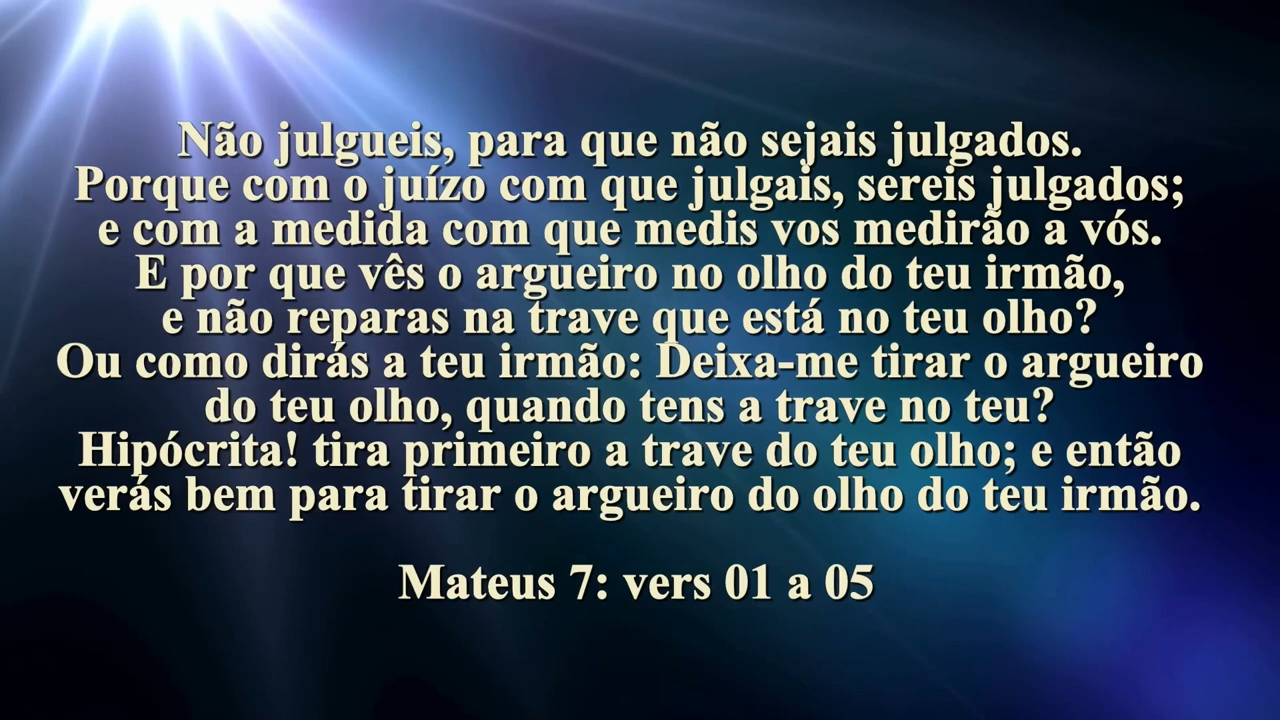 Não julgueis, para que não sejais julgados.
Porque com o juízo com que julgais, sereis julgados;
e com a medida com que medis vos medirão a vós.
E por que vês o argueiro no olho do teu irmão,
e não reparas na trave que está no teu olho?
Ou como dirás a teu irmão: Deixa-me tirar o argueiro
do teu olho, quando tens a trave no teu?
Hipócrita! tira primeiro a trave do teu olho; e então
verás bem para tirar o argueiro do olho do teu irmão.
Mateus 7: vers 01 a 05